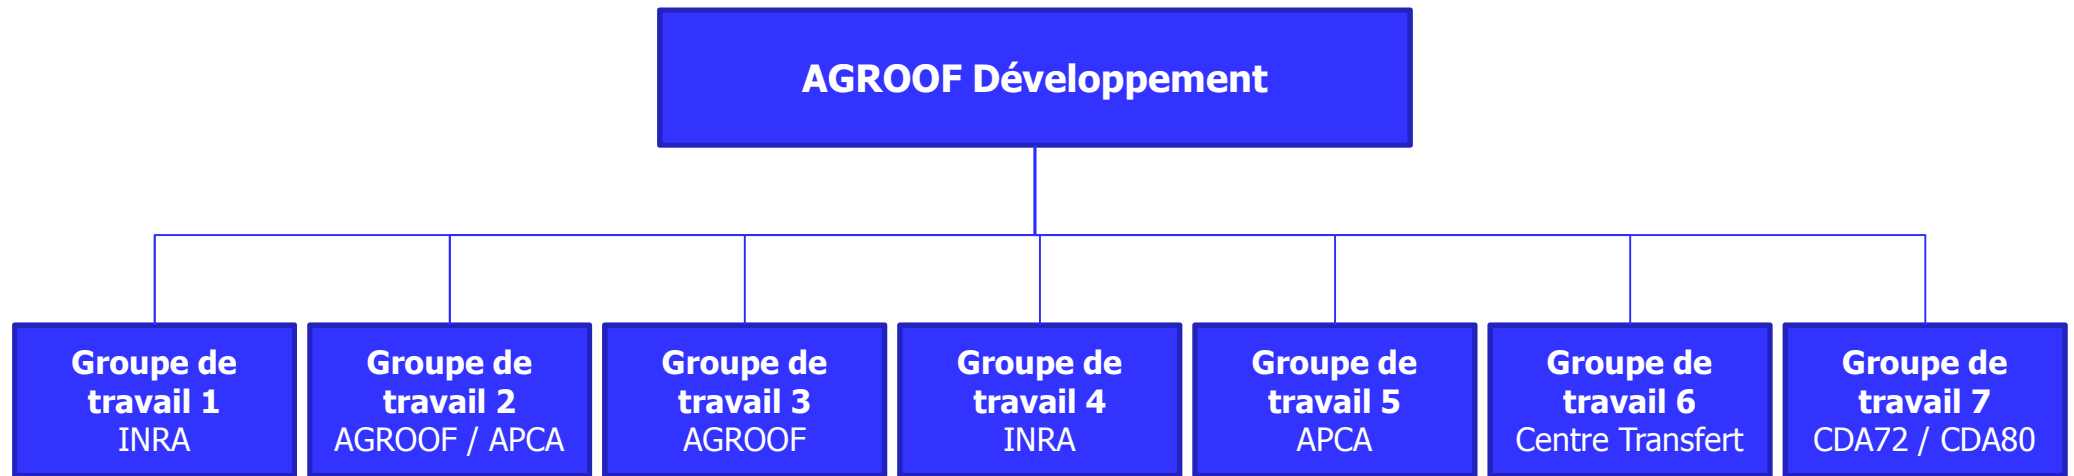 AGROOF Développement
Groupe de
travail 1
INRA
Groupe de
travail 2
AGROOF / APCA
Groupe de
travail 3
AGROOF
Groupe de
travail 4
INRA
Groupe de
travail 5
APCA
Groupe de
travail 6
Centre Transfert
Groupe de
travail 7
CDA72 / CDA80